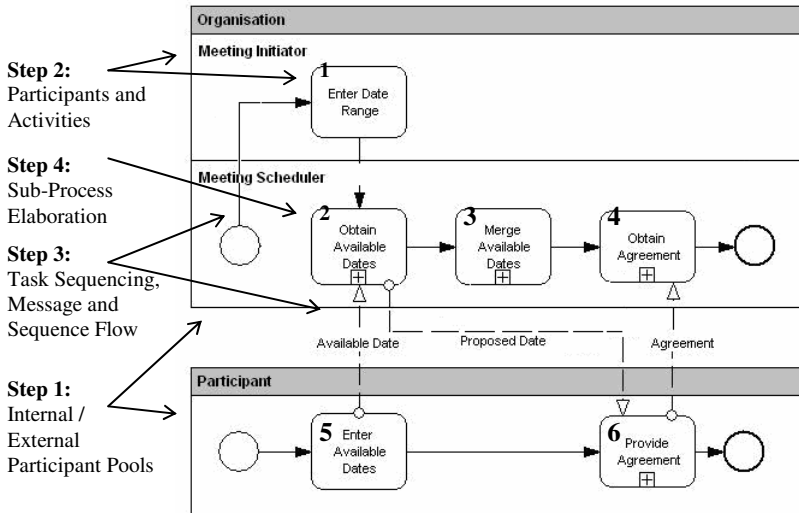 Organisation
Meeting Initiator
Step 2:
Participants and
Activities
1
Enter Date
Range
Step 4:
Sub-Process
Elaboration
Meeting Scheduler
2
Obtain
Available
Dates
3
Merge
Available
Dates
4
Obtain
Agreement
Step 3:
Task Sequencing,
Message and
Sequence Flow
Available Date
Proposed Date
Agreement
Step 1:
Internal /
External
Participant Pools
Participant
5
Enter
Available
Dates
6
Provide
Agreement